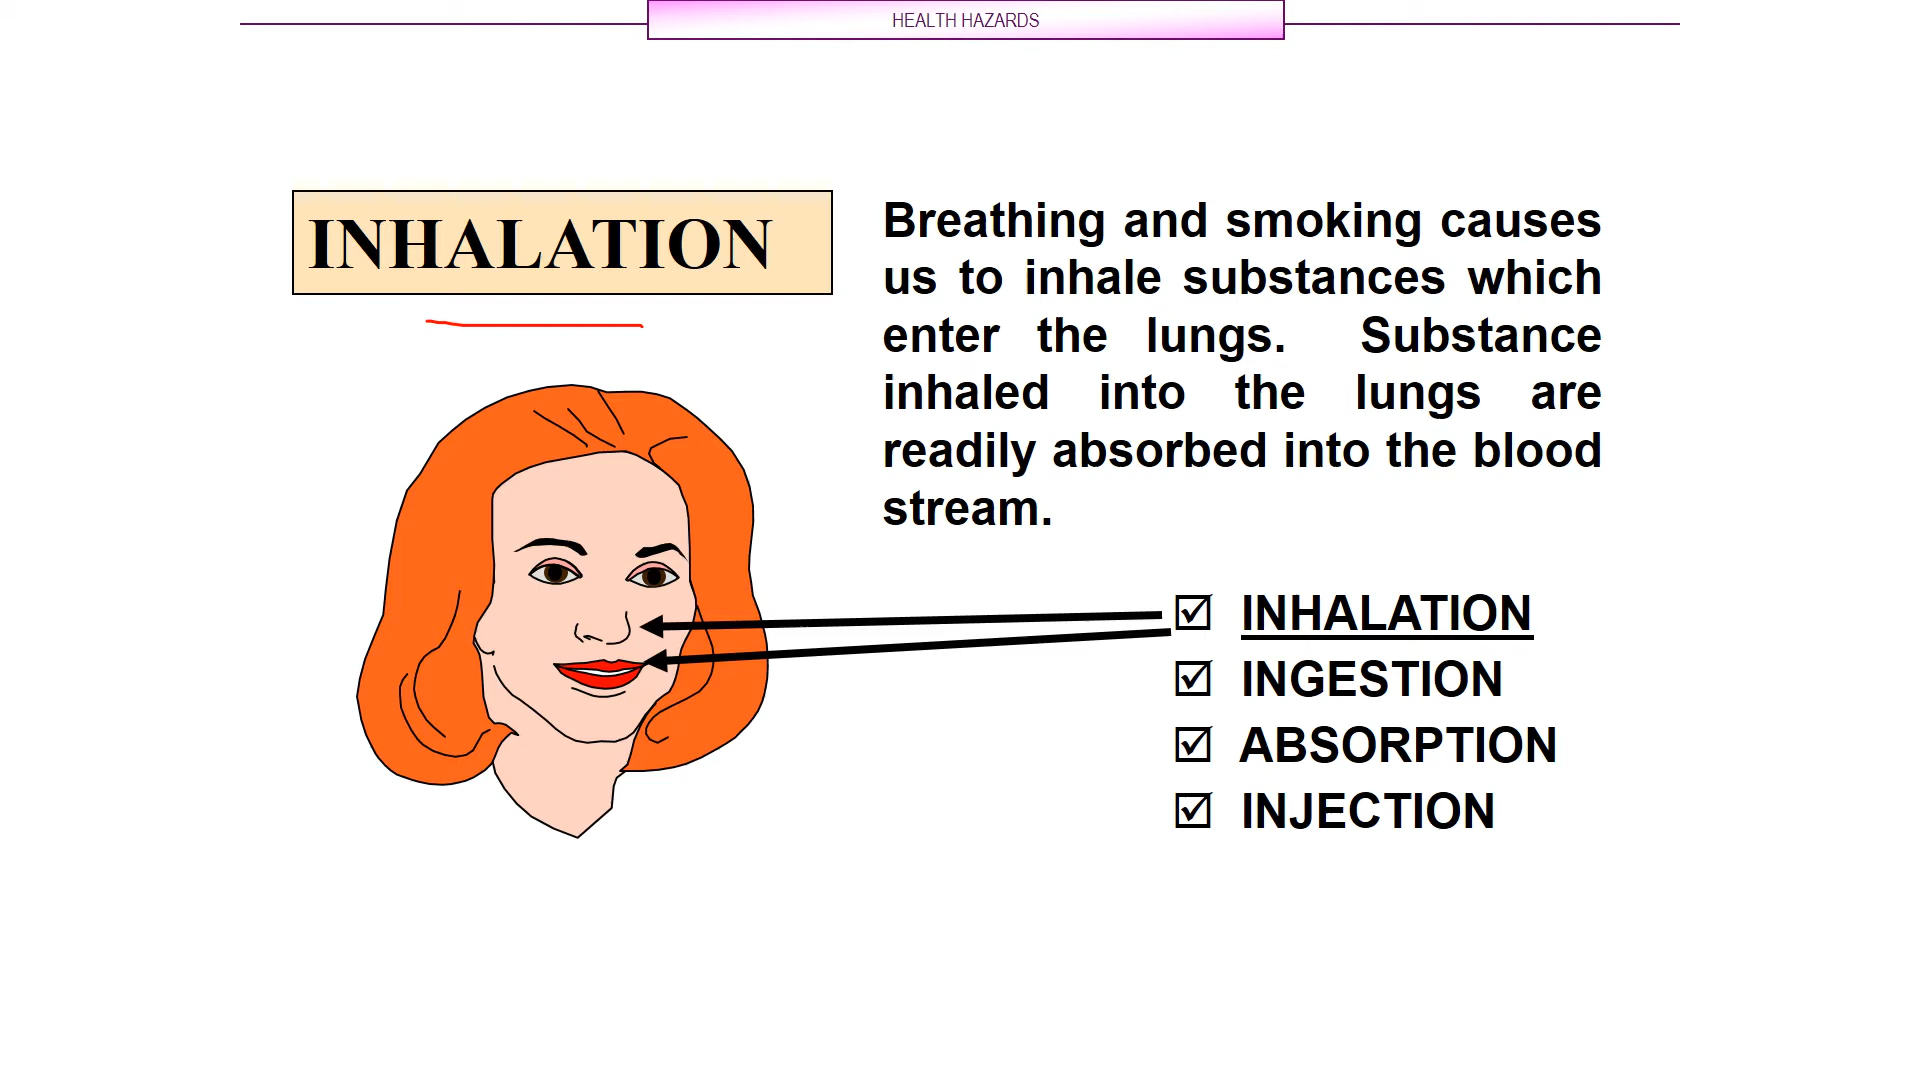 HEALTH HAZARDS
INHALATION
Breathing and smoking causes
us to inhale substances which
enter the lungs. Substance
inhaled into the lungs are
readily absorbed into the blood
stream.
INHALATION
INGESTION
ABSORPTION
INJECTION